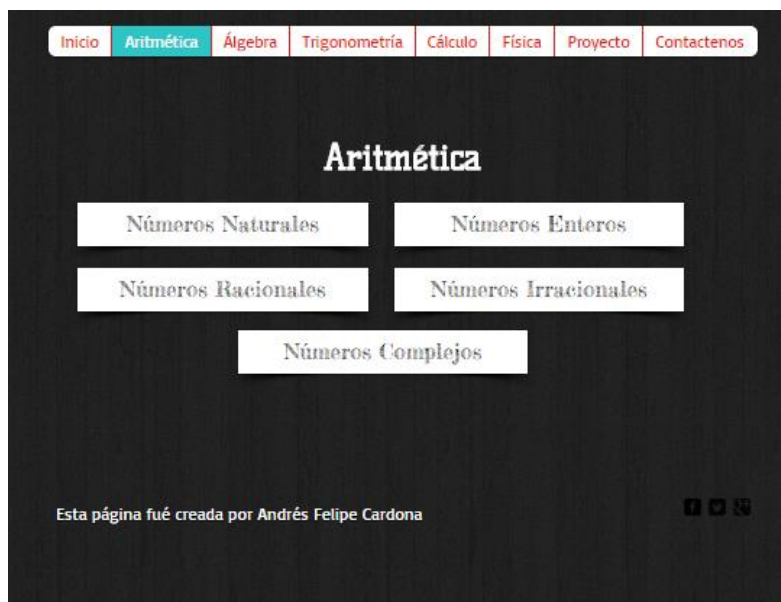 Inicio Aritmética Álgebra Trigonometría Cálculo Física Proyecto Contactenos
Aritmética
Números Naturales Números Enteros
Números Racionales Números Irracionales
Números Complejos
Esta página fué creada por Andrés Felipe Cardona